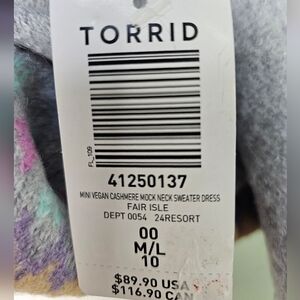 TORRID
FL_109
41250137
MINI VEGAN CASHMERE MOCK NECK SWEATER DRESS
FAIR ISLE
DEPT 0054 24RESORT
00
M/L
10
$89.90 USA
$116.90 CAN